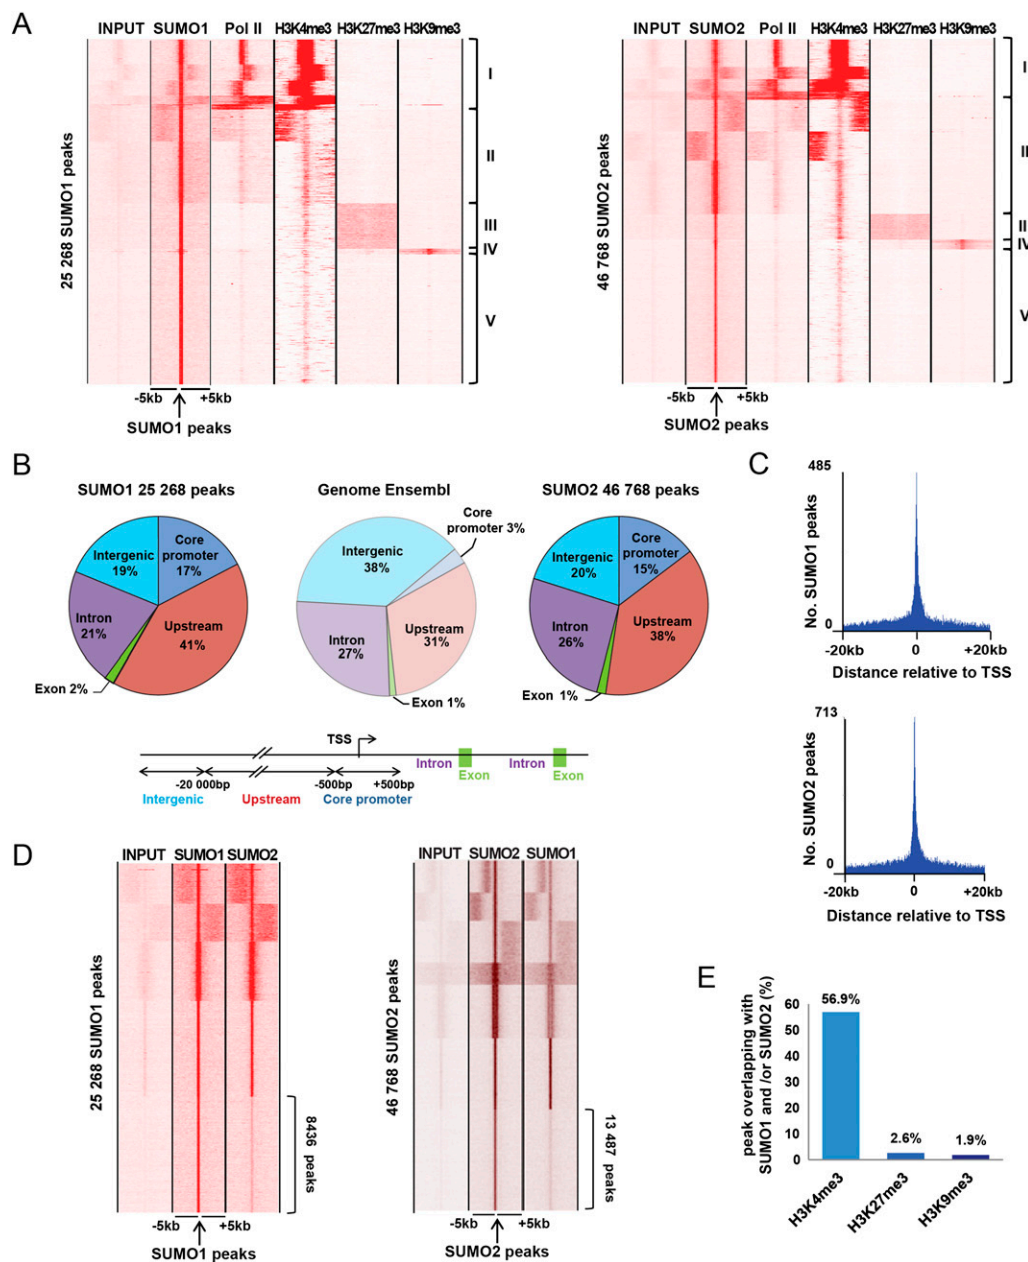 A
INPUT SUMO1 Pol II H3K4me3 H3K27me3 H3K9me3
25 268 SUMO1 peaks
I
II
III
IV
V
-5kb +5kb
SUMO1 peaks
INPUT SUMO2 Pol II H3K4me3 H3K27me3 H3K9me3
46 768 SUMO2 peaks
I
II
II
IV
V
-5kb +5kb
SUMO2 peaks
B
SUMO1 25 268 peaks
Intergenic
19%
Core
promoter
17%
Intron
21%
Upstream
41%
Exon 2%
Genome Ensembl
Core
promoter 3%
Intergenic
38%
Intron
27%
Upstream
31%
Exon 1%
SUMO2 46 768 peaks
Intergenic
20%
Core
promoter
15%
Intron
26%
Upstream
38%
Exon 1%
TSS
Intron
Exon
Intron
Exon
-20 000bp
-500bp
+500bp
Intergenic
Upstream
Core promoter
C
485
No. SUMO1 peaks
0
-20kb 0 +20kb
Distance relative to TSS
713
No. SUMO2 peaks
0
-20kb 0 +20kb
Distance relative to TSS
D
INPUT SUMO1 SUMO2
25 268 SUMO1 peaks
8436 peaks
-5kb +5kb
SUMO1 peaks
INPUT SUMO2 SUMO1
46 768 SUMO2 peaks
13 487 peaks
-5kb +5kb
SUMO2 peaks
E
peak overlapping with
SUMO1 and /or SUMO2 (%)
60
50
40
30
20
10
0
56.9%
2.6%
1.9%
H3K4me3
H3K27me3
H3K9me3